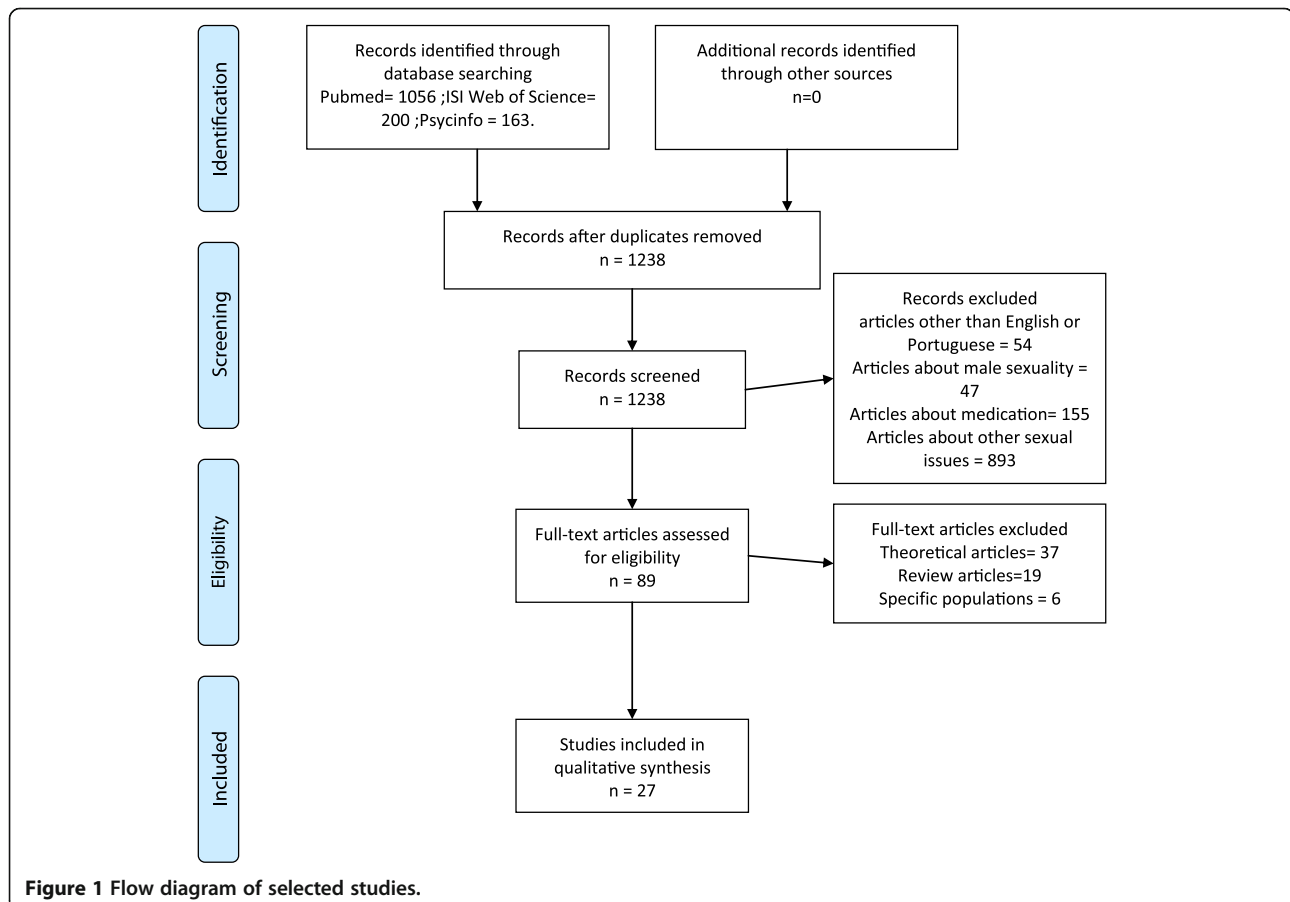 Identification
Records identified through
database searching
Pubmed= 1056 ;ISI Web of Science=
200 ;Psycinfo = 163.
Additional records identified
through other sources
n=0
Records after duplicates removed
n = 1238
Screening
Records screened
n = 1238
Records excluded
articles other than English or
Portuguese = 54
Articles about male sexuality =
47
Articles about medication= 155
Articles about other sexual
issues = 893
Eligibility
Full-text articles assessed
for eligibility
n = 89
Full-text articles excluded
Theoretical articles= 37
Review articles=19
Specific populations = 6
Included
Studies included in
qualitative synthesis
n = 27
Figure 1 Flow diagram of selected studies.